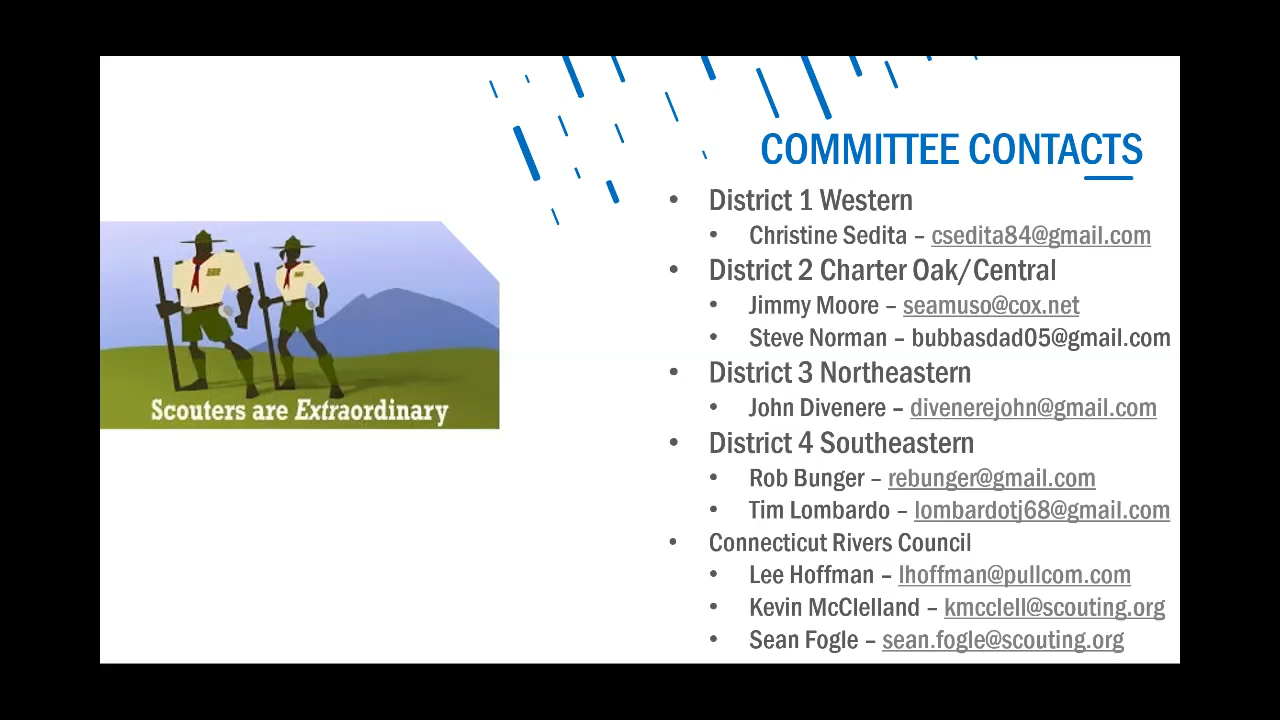 COMMITTEE CONTACTS
• District 1 Western
• Christine Sedita – csedita84@gmail.com
• District 2 Charter Oak/Central
• Jimmy Moore – seamuso@cox.net
• Steve Norman – bubbasdad05@gmail.com
• District 3 Northeastern
• John Divenere – divenerejohn@gmail.com
• District 4 Southeastern
• Rob Bunger – rebunger@gmail.com
• Tim Lombardo – lombardotj68@gmail.com
• Connecticut Rivers Council
• Lee Hoffman – lhoffman@pullcom.com
• Kevin McClelland – kmcclell@scouting.org
• Sean Fogle – sean.fogle@scouting.org
Scouters are Extraordinary